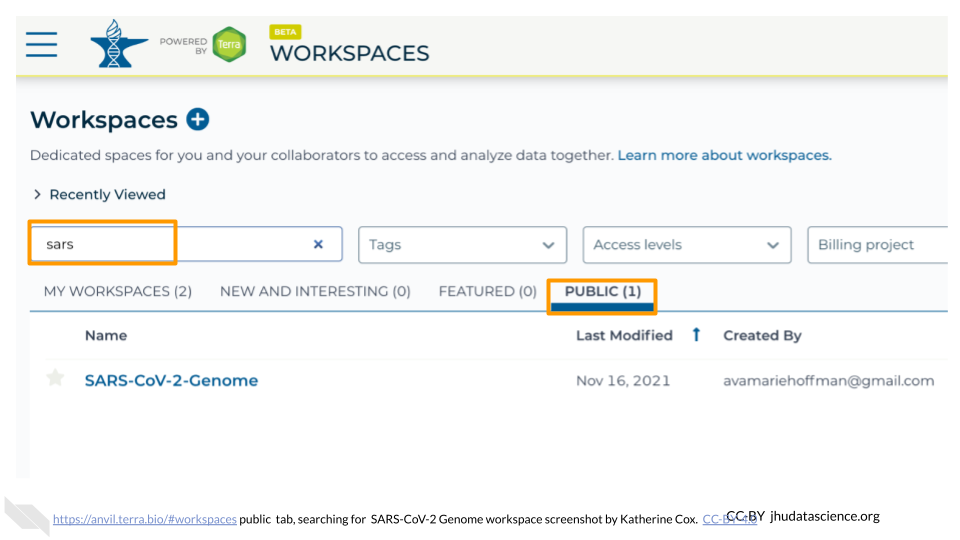 POWERED BY Terra
BETA
WORKSPACES
Workspaces
Dedicated spaces for you and your collaborators to access and analyze data together. Learn more about workspaces.
Recently Viewed
sars × Tags Access levels Billing project
MY WORKSPACES (2) NEW AND INTERESTING (0) FEATURED (0) PUBLIC (1)
Name Last Modified ↑ Created By
SARS-CoV-2-Genome Nov 16, 2021 avamariehoffman@gmail.com
https://anvil.terra.bio/#workspaces public tab, searching for SARS-CoV-2 Genome workspace screenshot by Katherine Cox. CC-BY 4.0
CC-BY jhudatascience.org